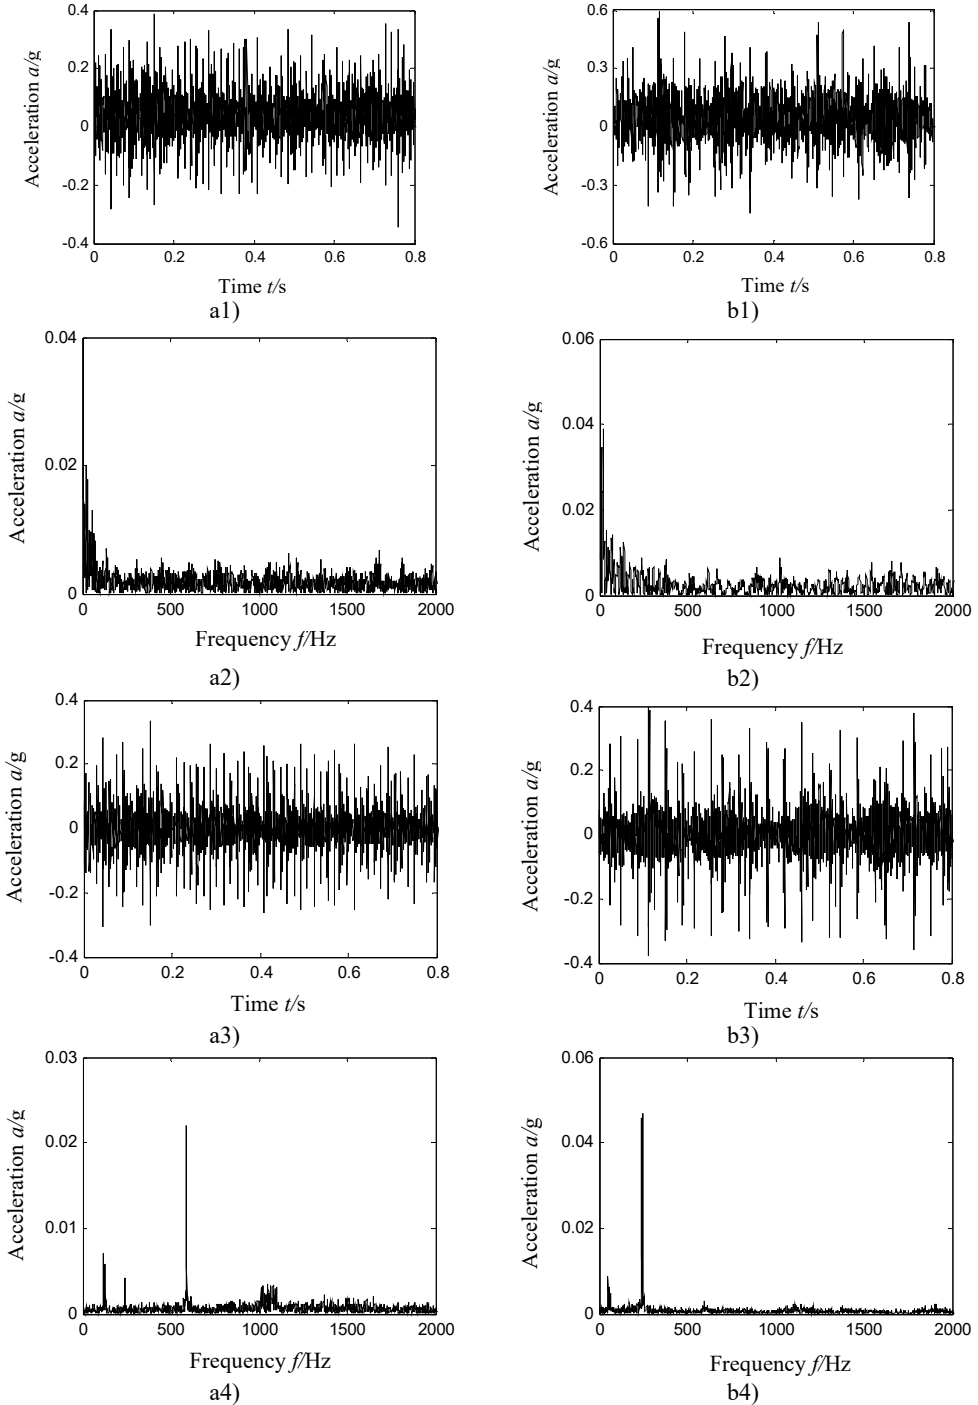 0.4
0.2
0
-0.2
-0.4
Acceleration a/g
0 0.2 0.4 0.6 0.8
Time t/s
a1)
0.6
0.3
0
-0.3
-0.6
Acceleration a/g
0 0.2 0.4 0.6 0.8
Time t/s
b1)
0.04
0.02
0
Acceleration a/g
0 500 1000 1500 2000
Frequency f/Hz
a2)
0.06
0.04
0.02
0
Acceleration a/g
0 500 1000 1500 2000
Frequency f/Hz
b2)
0.4
0.2
0
-0.2
-0.4
Acceleration a/g
0 0.2 0.4 0.6 0.8
Time t/s
a3)
0.4
0.2
0
-0.2
-0.4
Acceleration a/g
0 0.2 0.4 0.6 0.8
Time t/s
b3)
0.03
0.02
0.01
0
Acceleration a/g
0 500 1000 1500 2000
Frequency f/Hz
a4)
0.06
0.04
0.02
0
Acceleration a/g
0 500 1000 1500 2000
Frequency f/Hz
b4)